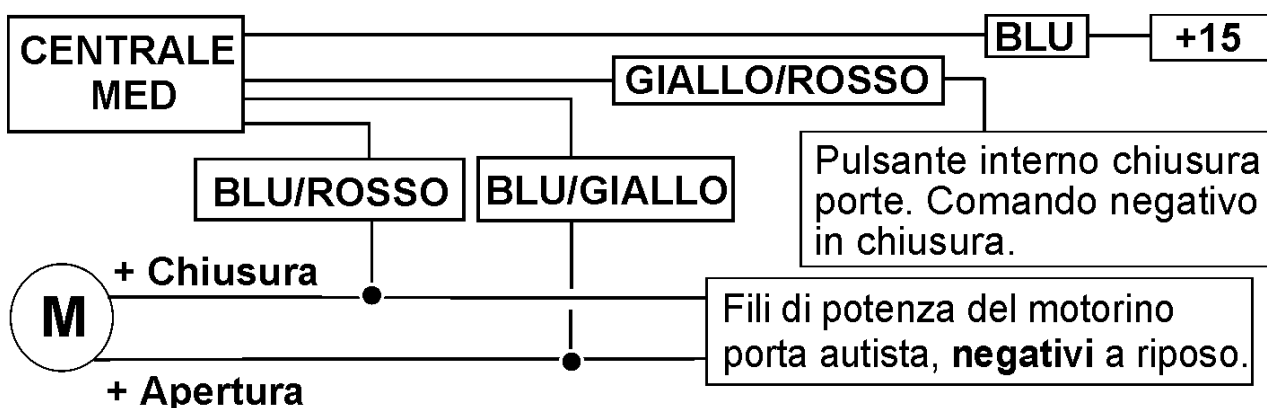 CENTRALE
MED
BLU
+15
GIALLO/ROSSO
Pulsante interno chiusura
porte. Comando negativo
in chiusura.
BLU/ROSSO
BLU/GIALLO
+ Chiusura
M
Fili di potenza del motorino
porta autista, negativi a riposo.
+ Apertura